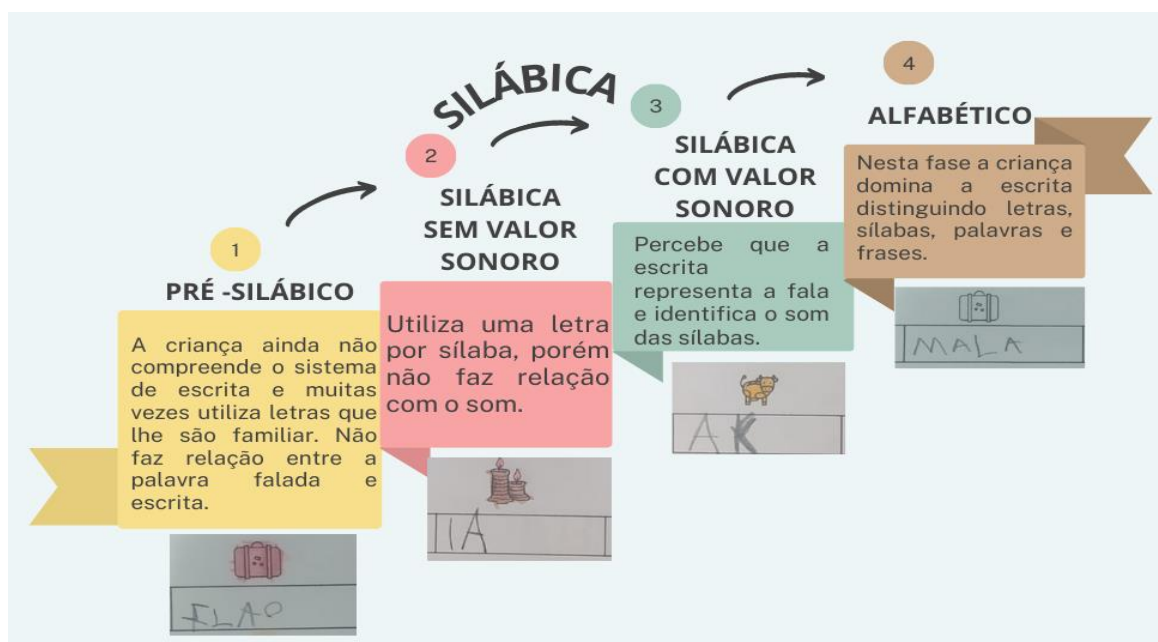 1
PRÉ -SILÁBICO
A criança ainda não
compreende o sistema
de escrita e muitas
vezes utiliza letras que
lhe são familiar. Não
faz relação entre a
palavra falada e
escrita.
FLAO
SILÁBICA
2
SILÁBICA
SEM VALOR
SONORO
Utiliza uma letra
por sílaba, porém
não faz relação
com o som.
IA
3
SILÁBICA
COM VALOR
SONORO
Percebe que a
escrita
representa a fala
e identifica o som
das sílabas.
AK
4
ALFABÉTICO
Nesta fase a criança
domina a escrita
distinguindo letras,
sílabas, palavras e
frases.
MALA